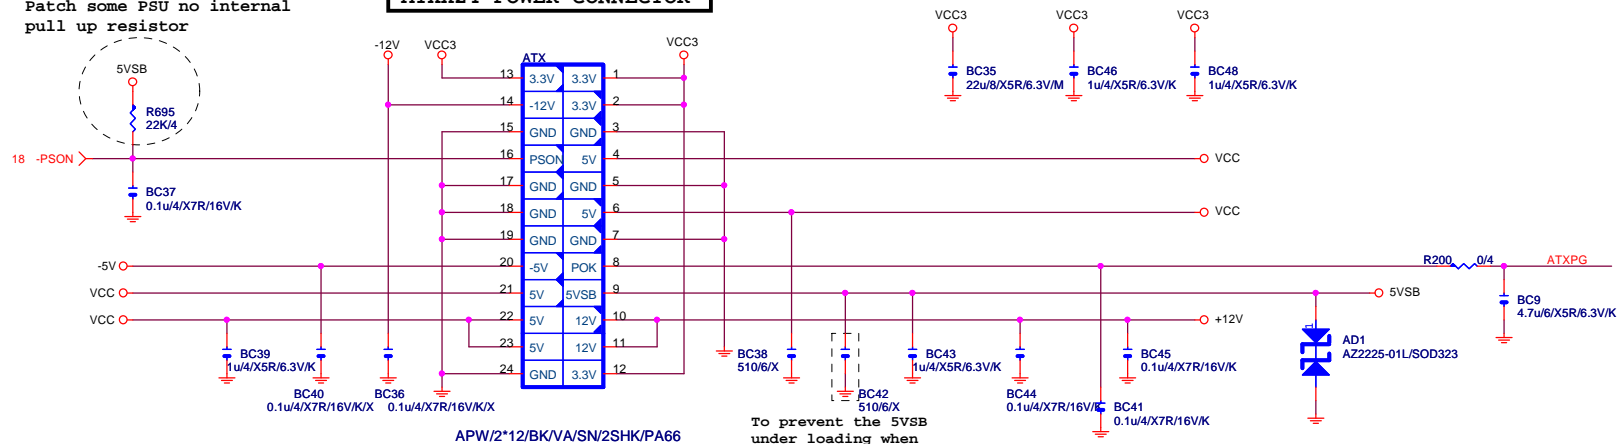 Patch some PSU no internal
pull up resistor
ATXX24 POWER CONNECTOR
5VSB
R695
22K/4
18 -PSON
BC37
0.1u/4/X7R/16V/K
-12V
VCC3
ATX
VCC3
13 3.3V 3.3V 1
14 -12V 3.3V 2
15 GND GND 3
16 PSON 5V 4
17 GND GND 5
18 GND 5V 6
19 GND GND 7
20 -5V POK 8
21 5V 5VSB 9
22 5V 12V 10
23 5V 12V 11
24 GND 3.3V 12
APW/2*12/BK/VA/SN/2SHK/PA66
-5V
VCC
VCC
BC39
1u/4/X5R/6.3V/K
BC40
0.1u/4/X7R/16V/K/X
BC36
0.1u/4/X7R/16V/K/X
VCC3
BC35
22u/8/X5R/6.3V/M
VCC3
BC46
1u/4/X5R/6.3V/K
VCC3
BC48
1u/4/X5R/6.3V/K
VCC
VCC
R200 0/4
ATXPG
5VSB
+12V
BC9
4.7u/6/X5R/6.3V/K
1
AD1
AZ2225-01L/SOD323
BC38
510/6/X
BC42
510/6/X
BC43
1u/4/X5R/6.3V/K
BC44
0.1u/4/X7R/16V/K
BC45
0.1u/4/X7R/16V/K
BC41
0.1u/4/X7R/16V/K
To prevent the 5VSB
under loading when